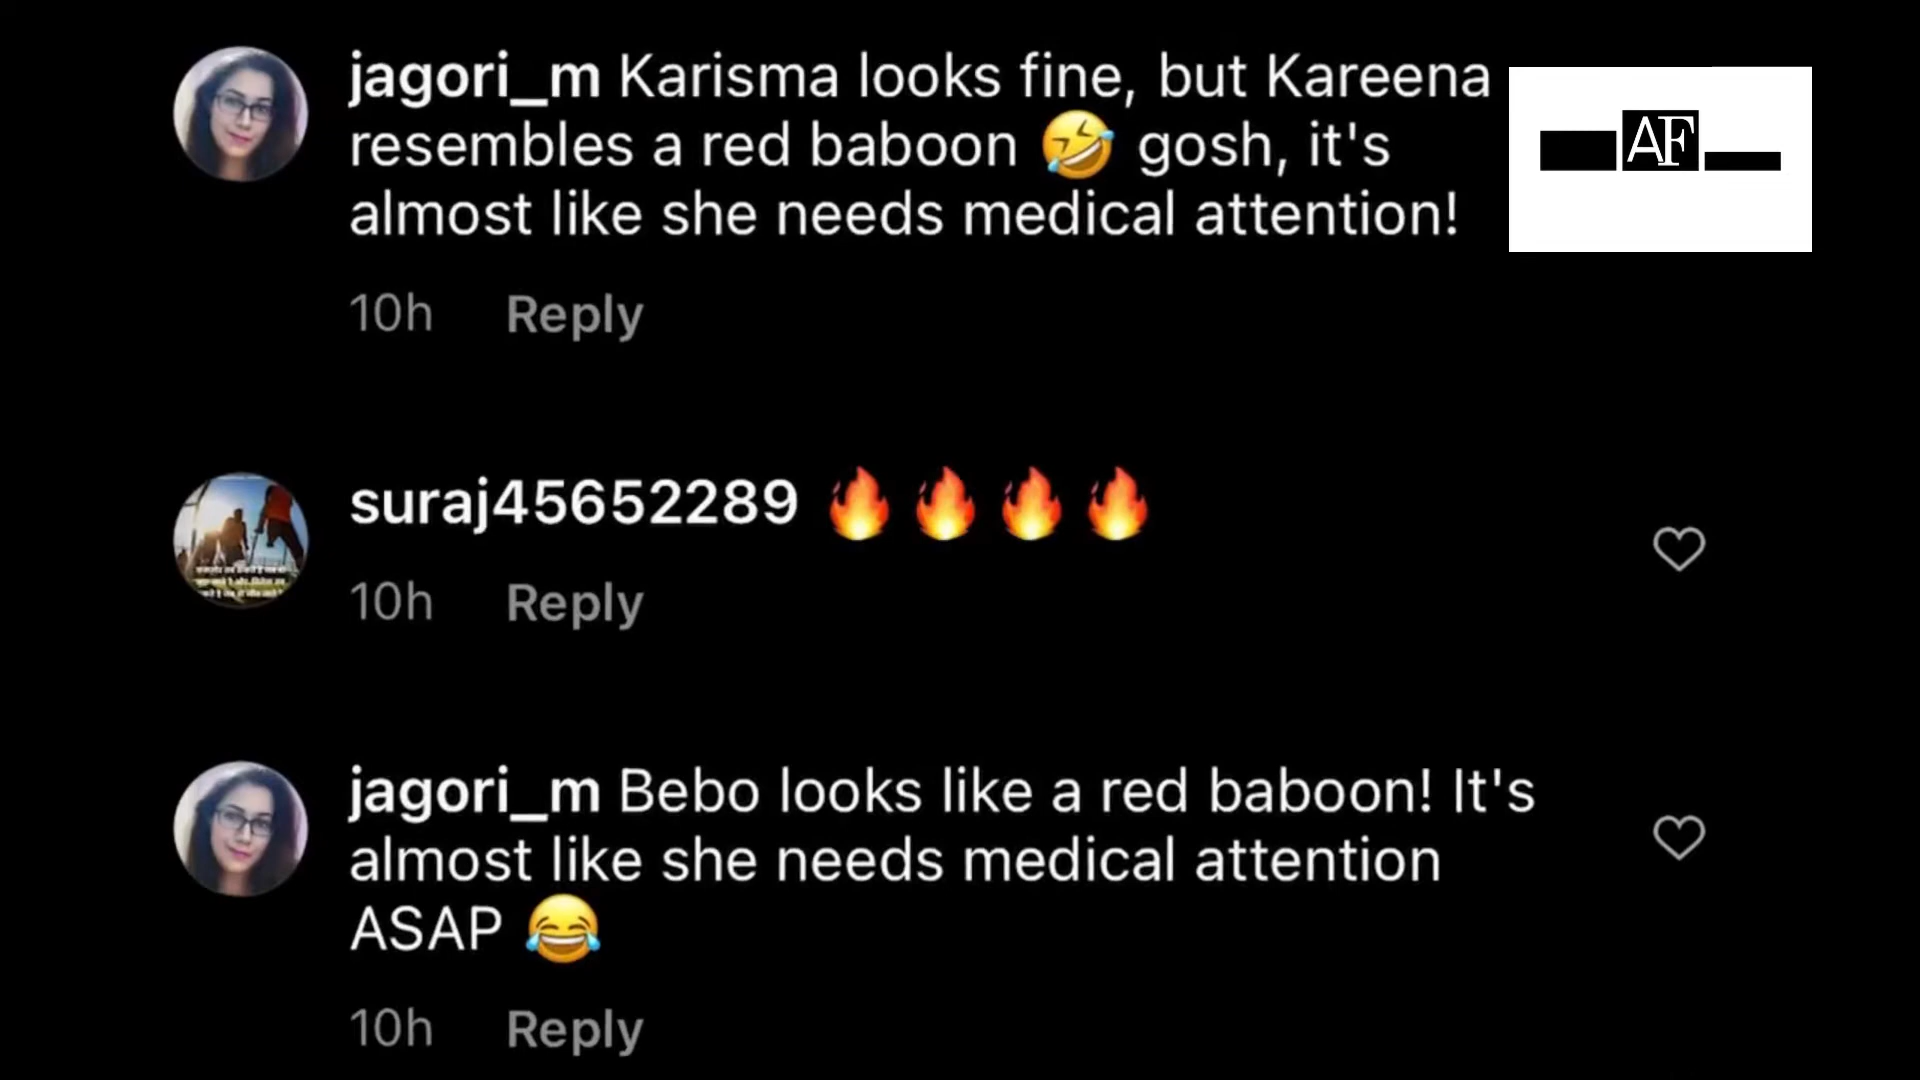 jagori_m Karisma looks fine, but Kareena
resembles a red baboon 🤣 gosh, it's
almost like she needs medical attention!
AF
10h Reply
suraj45652289 🔥🔥🔥🔥
10h Reply
jagori_m Bebo looks like a red baboon! It's
almost like she needs medical attention
ASAP 😂
10h Reply